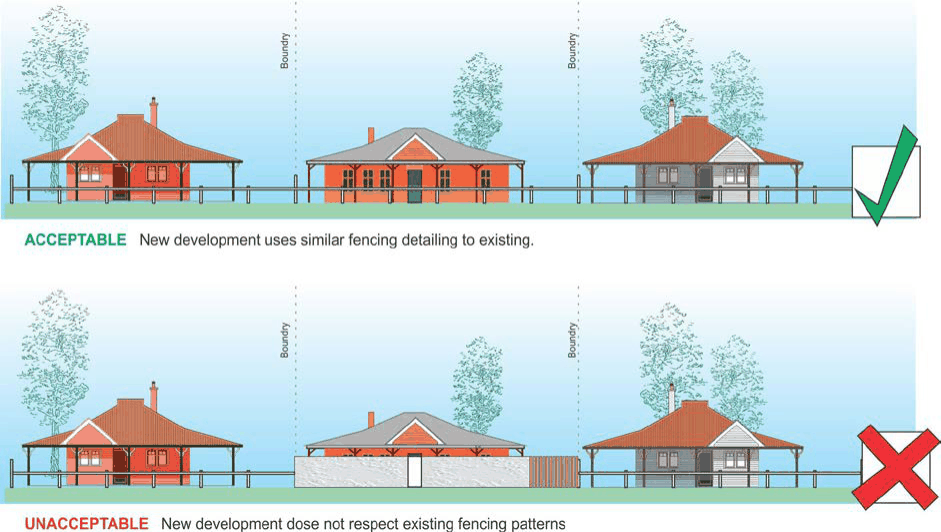 Boundry
Boundry
ACCEPTABLE New development uses similar fencing detailing to existing.
Boundry
Boundry
UNACCEPTABLE New development dose not respect existing fencing patterns